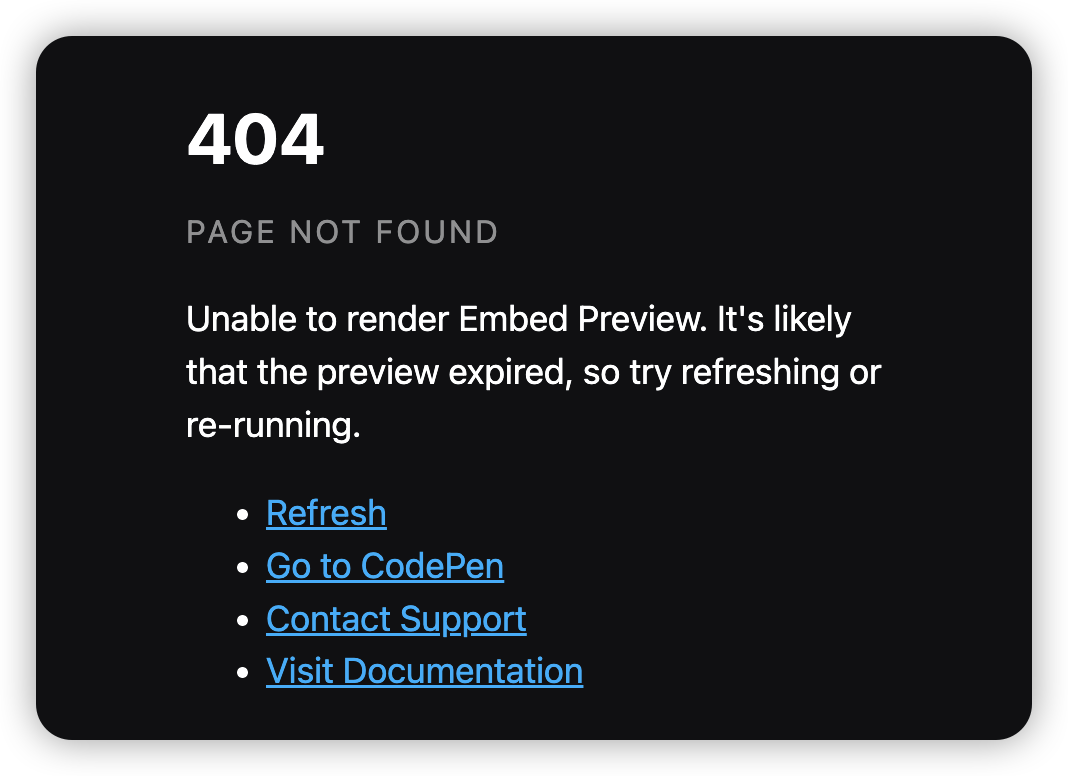 404
PAGE NOT FOUND
Unable to render Embed Preview. It's likely
that the preview expired, so try refreshing or
re-running.
• Refresh
• Go to CodePen
• Contact Support
• Visit Documentation